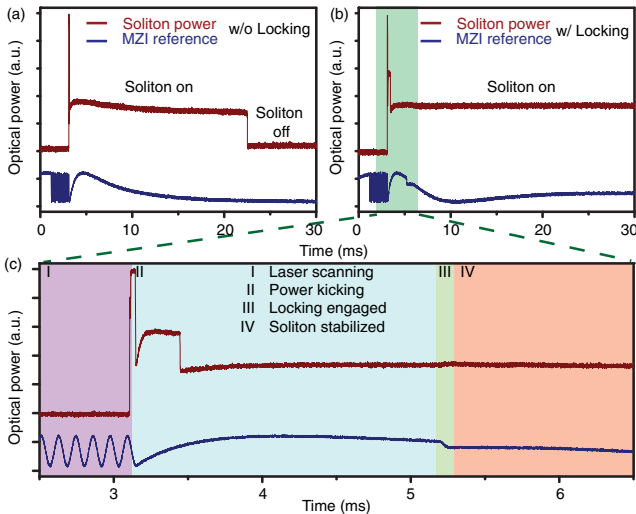 (a)
Soliton power
MZI reference
w/o Locking
Soliton on
Soliton
off
Optical power (a.u.)
0 10 20 30
(b)
Soliton power
MZI reference
w/ Locking
Soliton on
Optical power (a.u.)
0 10 20 30
Time (ms)
(c)
I II III IV
I Laser scanning
II Power kicking
III Locking engaged
IV Soliton stabilized
Optical power (a.u.)
3 4 5 6
Time (ms)